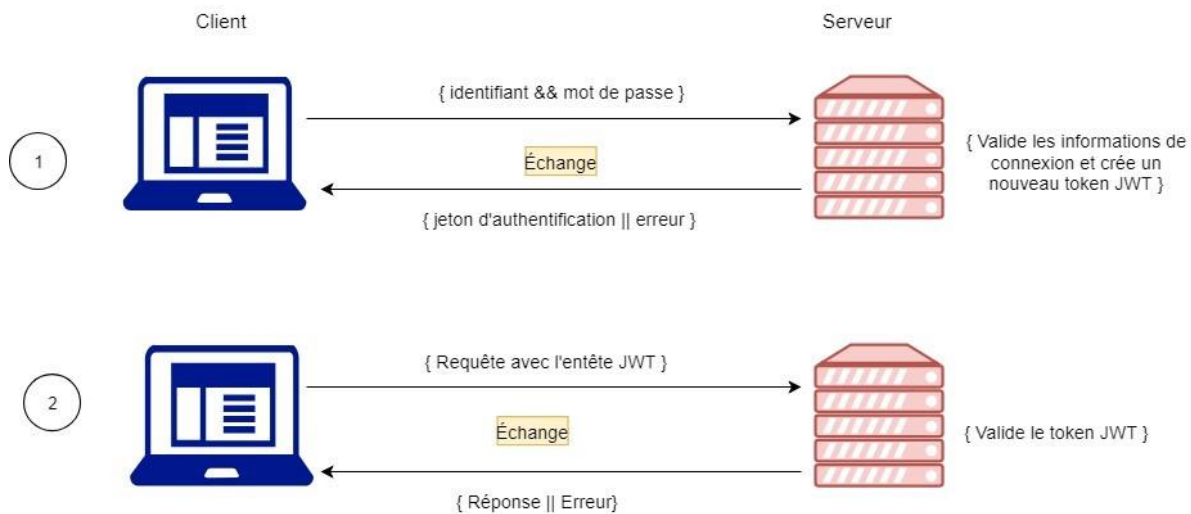 Client
Serveur
{ identifiant && mot de passe }
1
Échange
{ Valide les informations de
connexion et crée un
nouveau token JWT }
{ jeton d'authentification || erreur }
{ Requête avec l'entête JWT }
2
Échange
{ Valide le token JWT }
{ Réponse || Erreur}